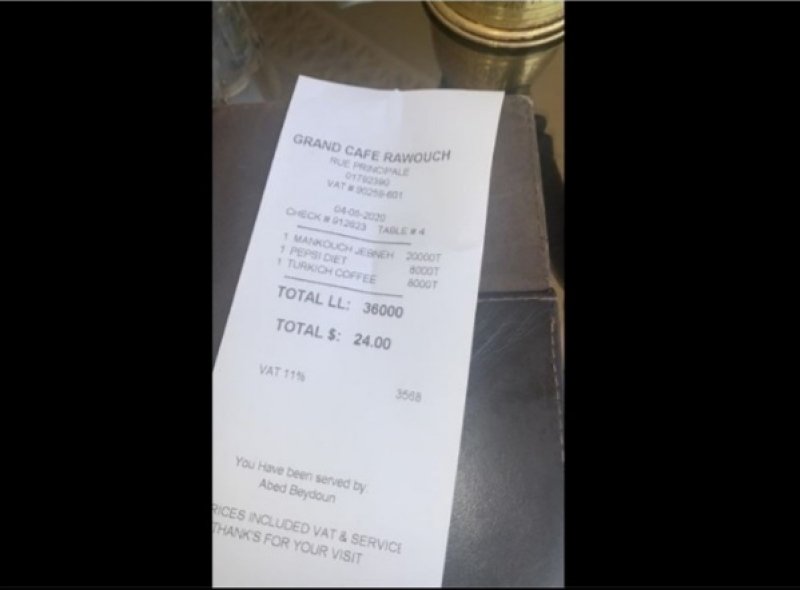 GRAND CAFE RAWOUCH
RUE PRINCIPALE
01792390
VAT # 90259-601
04-06-2020
CHECK # 912623 TABLE # 4
1 MANKOUCH JEBNEH 20000T
1 PEPSI DIET 8000T
1 TURKICH COFFEE 8000T
TOTAL LL: 36000
TOTAL $: 24.00
VAT 11% 3568
You Have been served by:
Abed Beydoun
RICES INCLUDED VAT & SERVICE
THANK'S FOR YOUR VISIT